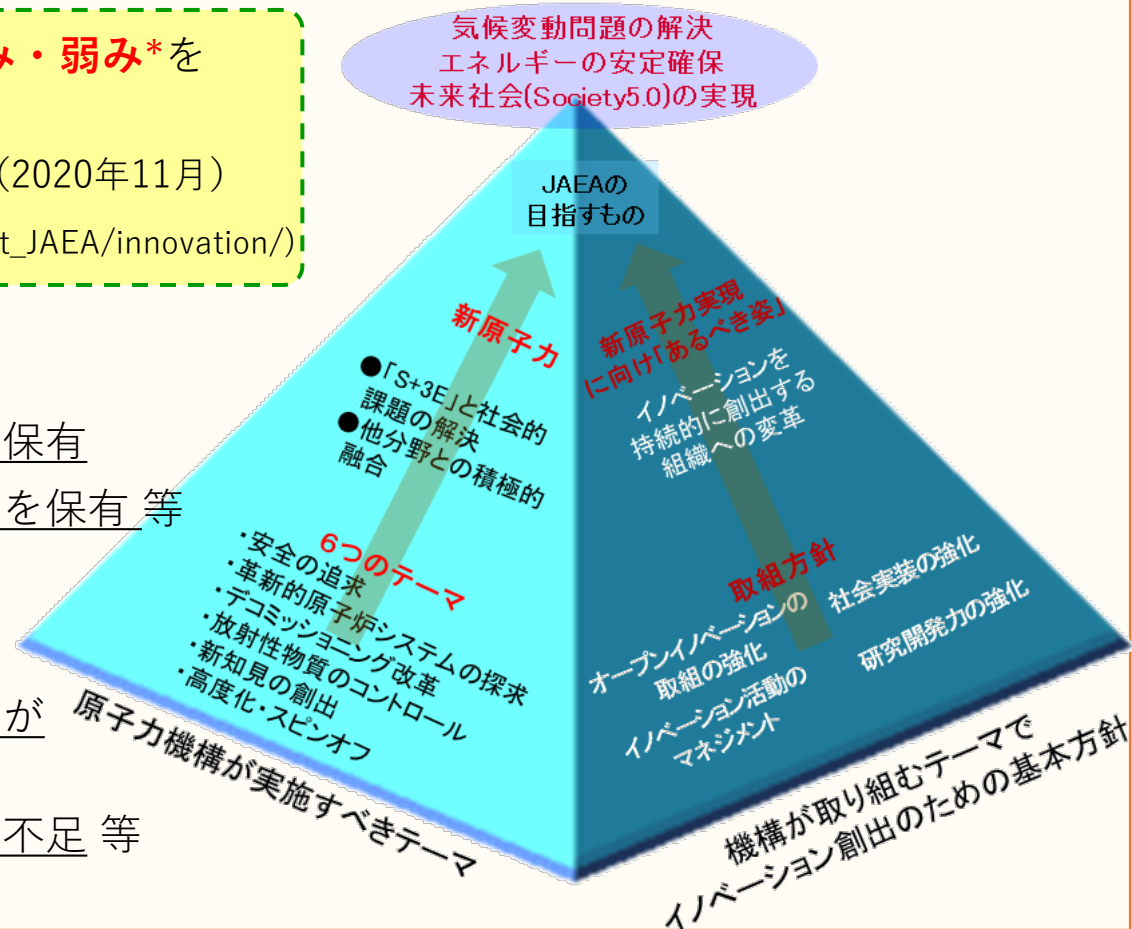 み・弱み*を
(2020年11月)
t_JAEA/innovation/)
保有
を保有 等
が
不足 等
気候変動問題の解決
エネルギーの安定確保
未来社会(Society5.0)の実現
JAEAの
目指すもの
新原子力
●「S+3E」と社会的
課題の解決
●他分野との積極的
融合
6つのテーマ
・安全の追求
・革新的原子炉システムの探求
・デコミッショニング改革
・放射性物質のコントロール
・新知見の創出
・高度化・スピンオフ
原子力機構が実施すべきテーマ
新原子力実現
に向け「あるべき姿」
イノベーションを
持続的に創出する
組織への変革
取組方針
オープンイノベーションの
取組の強化
社会実装の強化
イノベーション活動の
マネジメント
研究開発力の強化
機構が取り組むテーマで
イノベーション創出のための基本方針